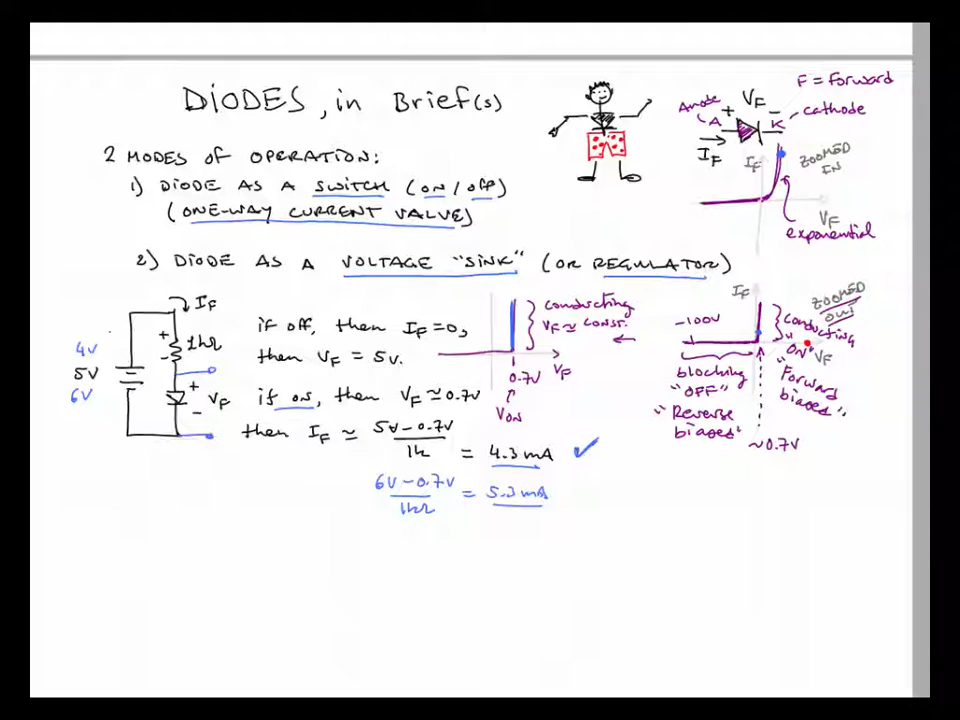 DIODES, in Brief(s)
F = Forward
Anode
+ VF −
cathode
A
K
IF
2 MODES OF OPERATION:
1) DIODE AS A SWITCH (ON / OFF)
(ONE-WAY CURRENT VALVE)
IF
ZOOMED IN
VF
exponential
2) DIODE AS A VOLTAGE "SINK" (OR REGULATOR)
IF
+
1kΩ
−
4V
5V
6V
+
VF
−
if off, then IF = 0,
then VF = 5V.
if on, then VF ≃ 0.7V
then IF ≃ 5V − 0.7V
1k
= 4.3 mA ✓
6V − 0.7V
1kΩ
= 5.3 mA
conducting
VF ≃ const.
VF
0.7V
VON
IF
ZOOMED
OUT
−100V
conducting
"ON"
VF
blocking
"OFF"
"Reverse
biased"
"Forward
biased"
~0.7V